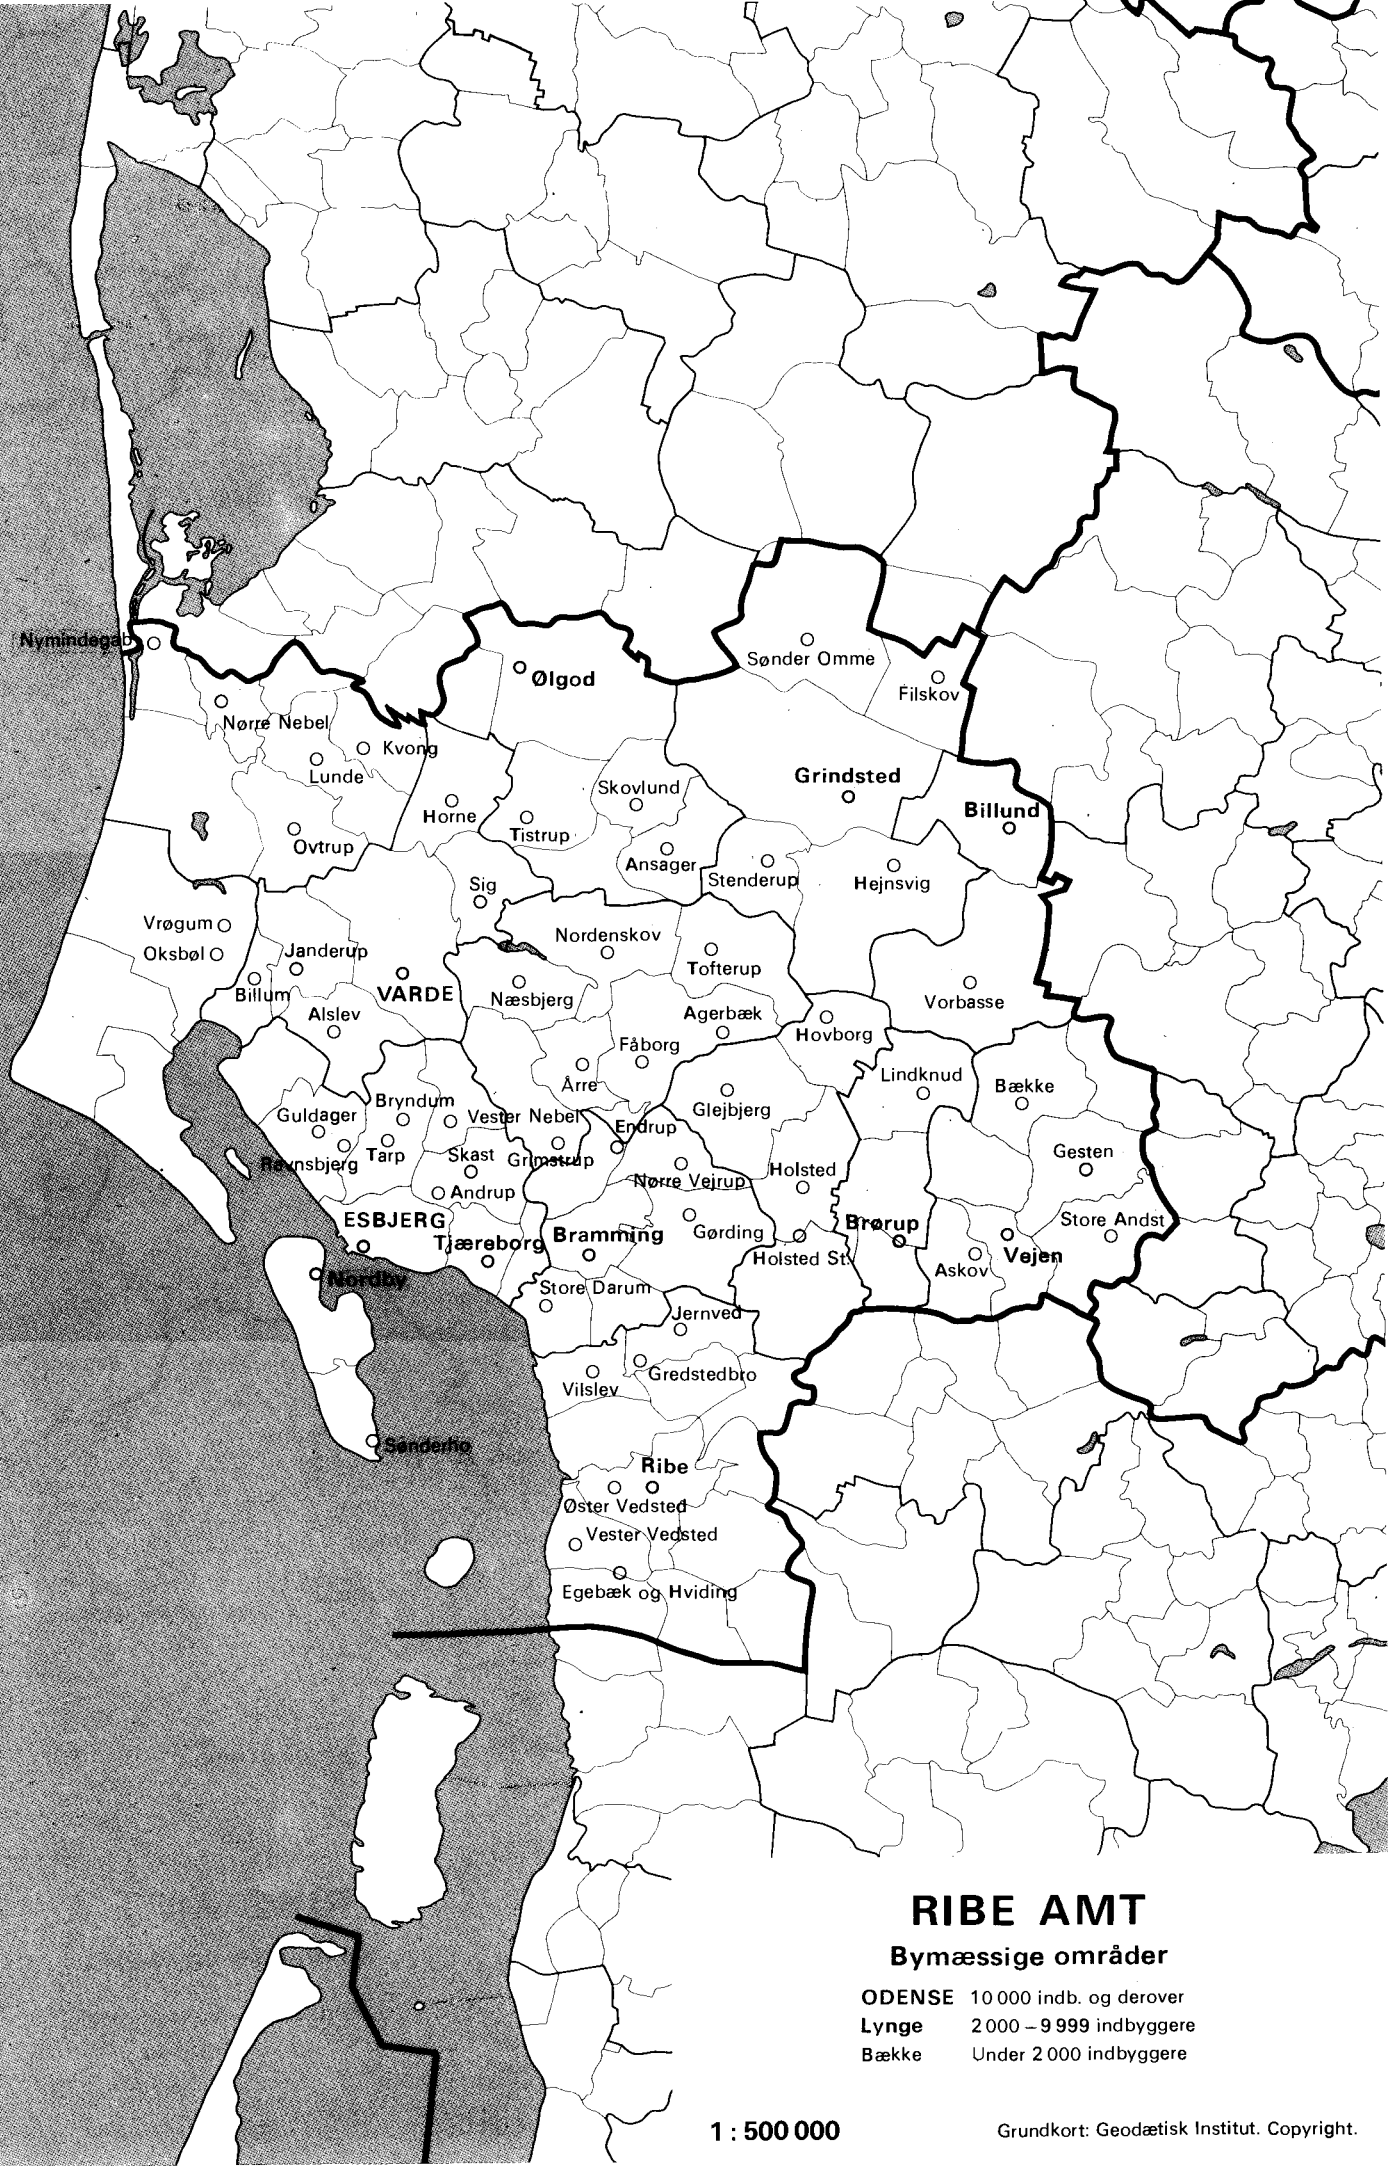 Nymindegab
Ølgod
Sønder Omme
Filskov
Nørre Nebel
Kvong
Lunde
Grindsted
Skovlund
Billund
Horne
Tistrup
Ovtrup
Ansager
Stenderup
Hejnsvig
Sig
Vrøgum
Nordenskov
Oksbøl
Janderup
Tofterup
Billum
VARDE
Næsbjerg
Vorbasse
Alslev
Agerbæk
Hovborg
Fåborg
Årre
Lindknud
Bække
Bryndum
Guldager
Vester Nebel
Glejbjerg
Endrup
Ravnsbjerg
Tarp
Skast
Grimstrup
Gesten
Nørre Vejrup
Holsted
Andrup
ESBJERG
Brørup
Store Andst
Tjæreborg
Bramming
Gørding
Holsted St.
Vejen
Askov
Nordby
Store Darum
Jernved
Gredstedbro
Vilslev
Sønderho
Ribe
Øster Vedsted
Vester Vedsted
Egebæk og Hviding
RIBE AMT
Bymæssige områder
ODENSE 10 000 indb. og derover
Lynge 2 000 – 9 999 indbyggere
Bække Under 2 000 indbyggere
1 : 500 000
Grundkort: Geodætisk Institut. Copyright.